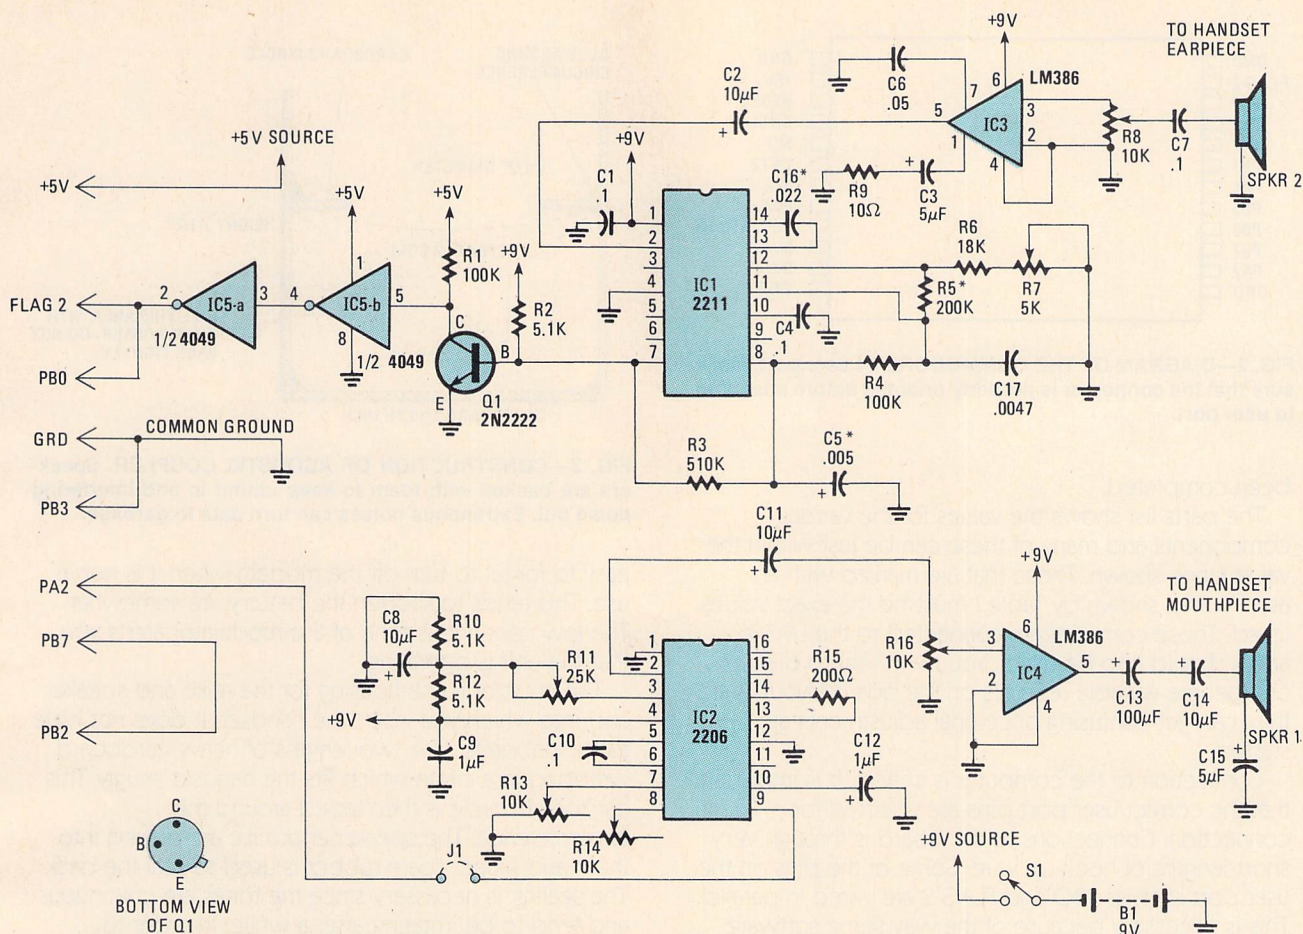 +9V
TO HANDSET
EARPIECE
C2
10μF
C6
.05
7
6
LM386
5
IC3
3
2
1
4
R8
10K
C7
.1
SPKR 2
+5V SOURCE
+5V
+5V
+5V
+9V
C1
.1
C16*
.022
R9
10Ω
C3
5μF
+
+
R1
100K
+9V
R2
5.1K
1
2
3
4
5
6
7
14
13
12
11
10
9
8
IC1
2211
R6
18K
R7
5K
R5*
200K
C4
.1
R4
100K
C17
.0047
FLAG 2
2
IC5-a
3
4
IC5-b
5
1
8
1/2 4049
1/2 4049
C
B
E
Q1
2N2222
PB0
GRD
COMMON GROUND
PB3
R3
510K
C5*
.005
+
PA2
PB7
PB2
C8
10μF
+
R10
5.1K
R12
5.1K
R11
25K
+9V
C9
1μF
C10
.1
R13
10K
R14
10K
J1
C11
10μF
+
1
2
3
4
5
6
7
8
16
15
14
13
12
11
10
9
IC2
2206
R15
200Ω
C12
1μF
+
R16
10K
+9V
3
6
LM386
2
IC4
5
4
C13
100μF
+
C14
10μF
+
TO HANDSET
MOUTHPIECE
SPKR 1
C15
5μF
+
+9V SOURCE
S1
B1
9V
C
B
E
BOTTOM VIEW
OF Q1